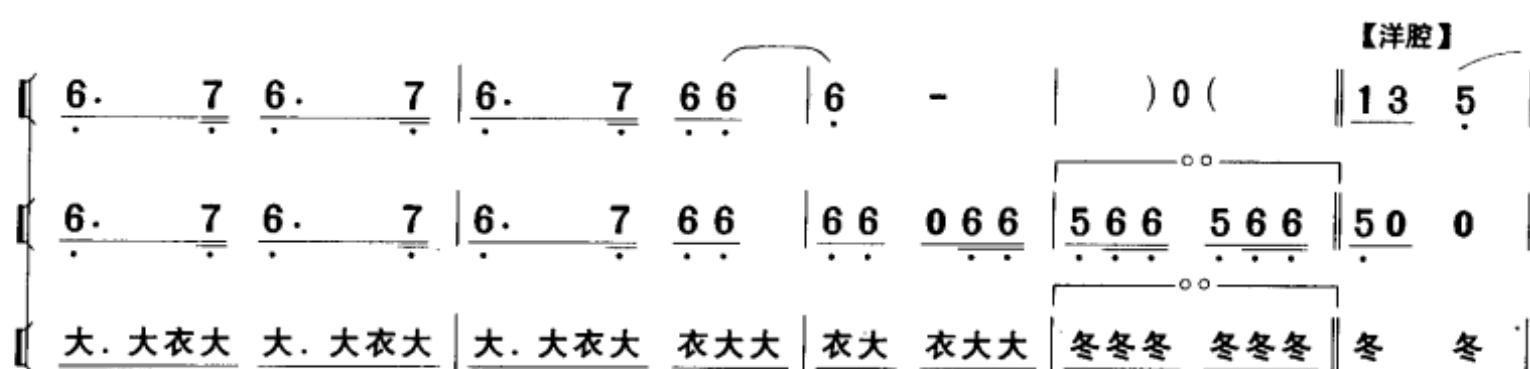 【洋腔】
6. 7 6. 7 | 6. 7 6 6 | 6 - | ) 0 ( || 1 3 5 |
6. 7 6. 7 | 6. 7 6 6 | 6 6 0 6 6 | 5 6 6 5 6 6 || 5 0 0 |
大. 大衣大 大. 大衣大 | 大. 大衣大 衣大大 | 衣大 衣大大 | 冬冬冬 冬冬冬 || 冬 冬 |